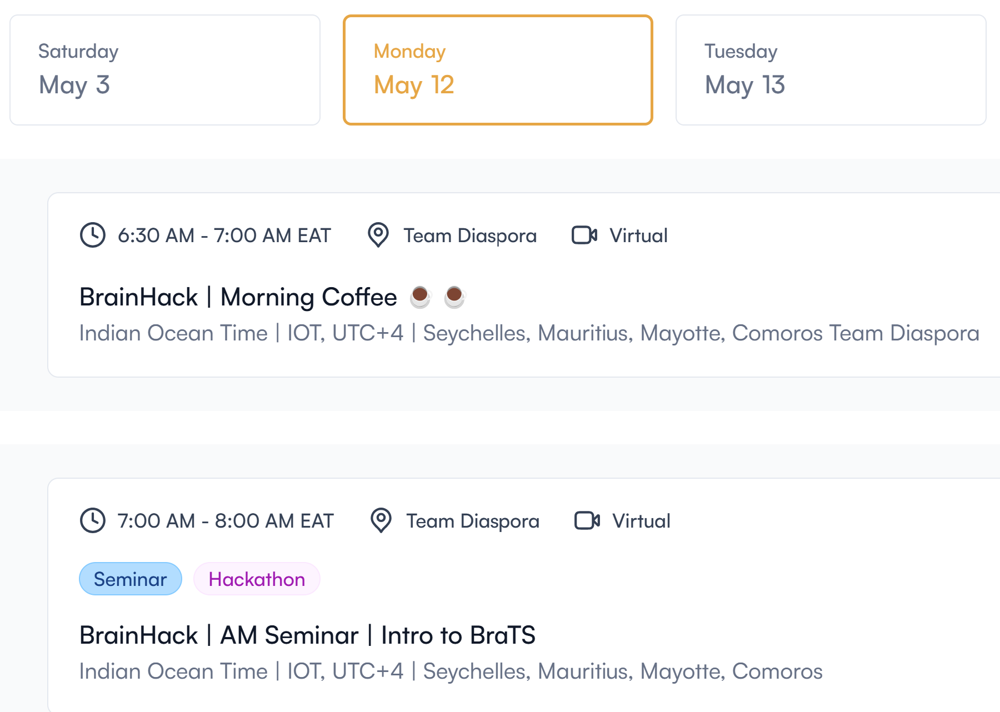 Saturday
May 3
Monday
May 12
Tuesday
May 13
6:30 AM - 7:00 AM EAT
Team Diaspora
Virtual
BrainHack | Morning Coffee ☕ ☕
Indian Ocean Time | IOT, UTC+4 | Seychelles, Mauritius, Mayotte, Comoros Team Diaspora
7:00 AM - 8:00 AM EAT
Team Diaspora
Virtual
Seminar
Hackathon
BrainHack | AM Seminar | Intro to BraTS
Indian Ocean Time | IOT, UTC+4 | Seychelles, Mauritius, Mayotte, Comoros